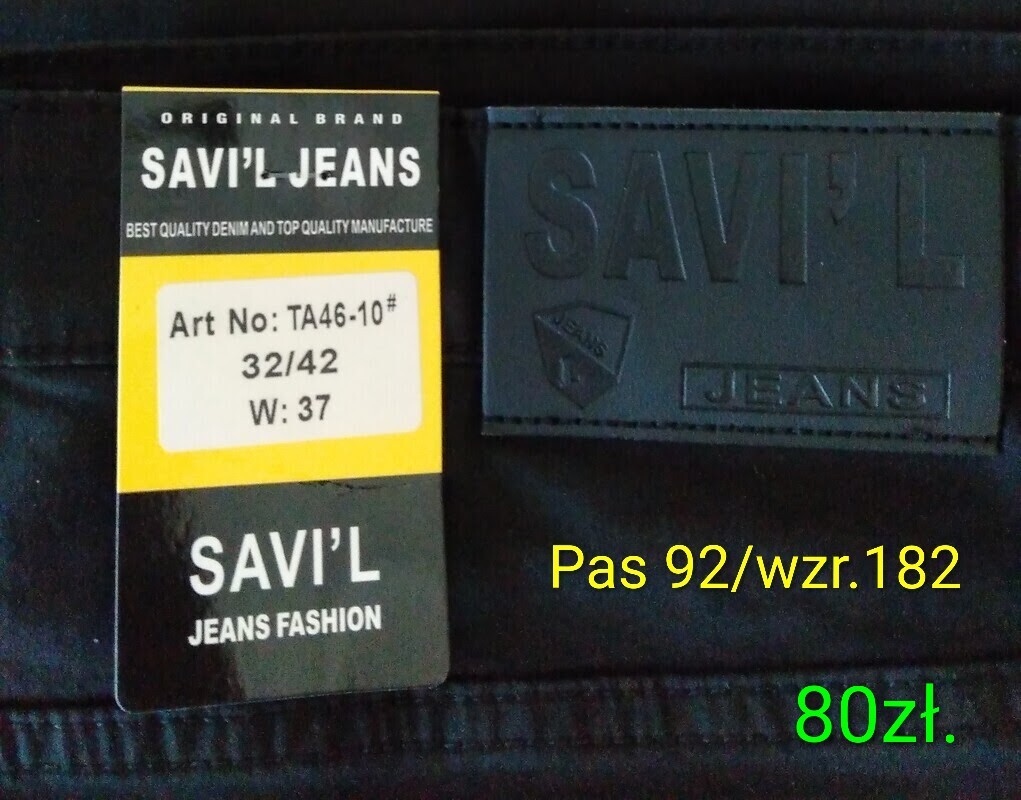 ORIGINAL BRAND
SAVI'L JEANS
BEST QUALITY DENIM AND TOP QUALITY MANUFACTURE
Art No: TA46-10#
32/42
W: 37
SAVI'L
JEANS FASHION
SAVI'L
JEANS
JEANS
Pas 92/wzr.182
80zł.